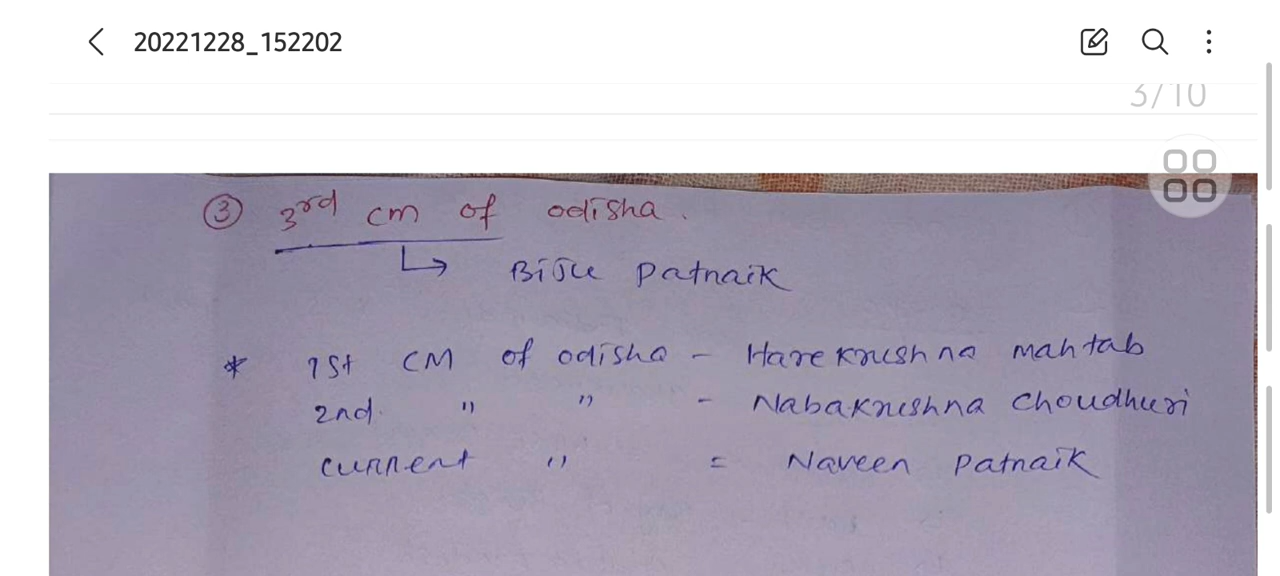 20221228_152202
3/10
③ 3rd cm of odisha.
↳ Biju Patnaik
* 1st CM of odisha - Harekrushna mahtab
2nd " " - Nabakrushna Choudhuri
current " = Naveen Patnaik